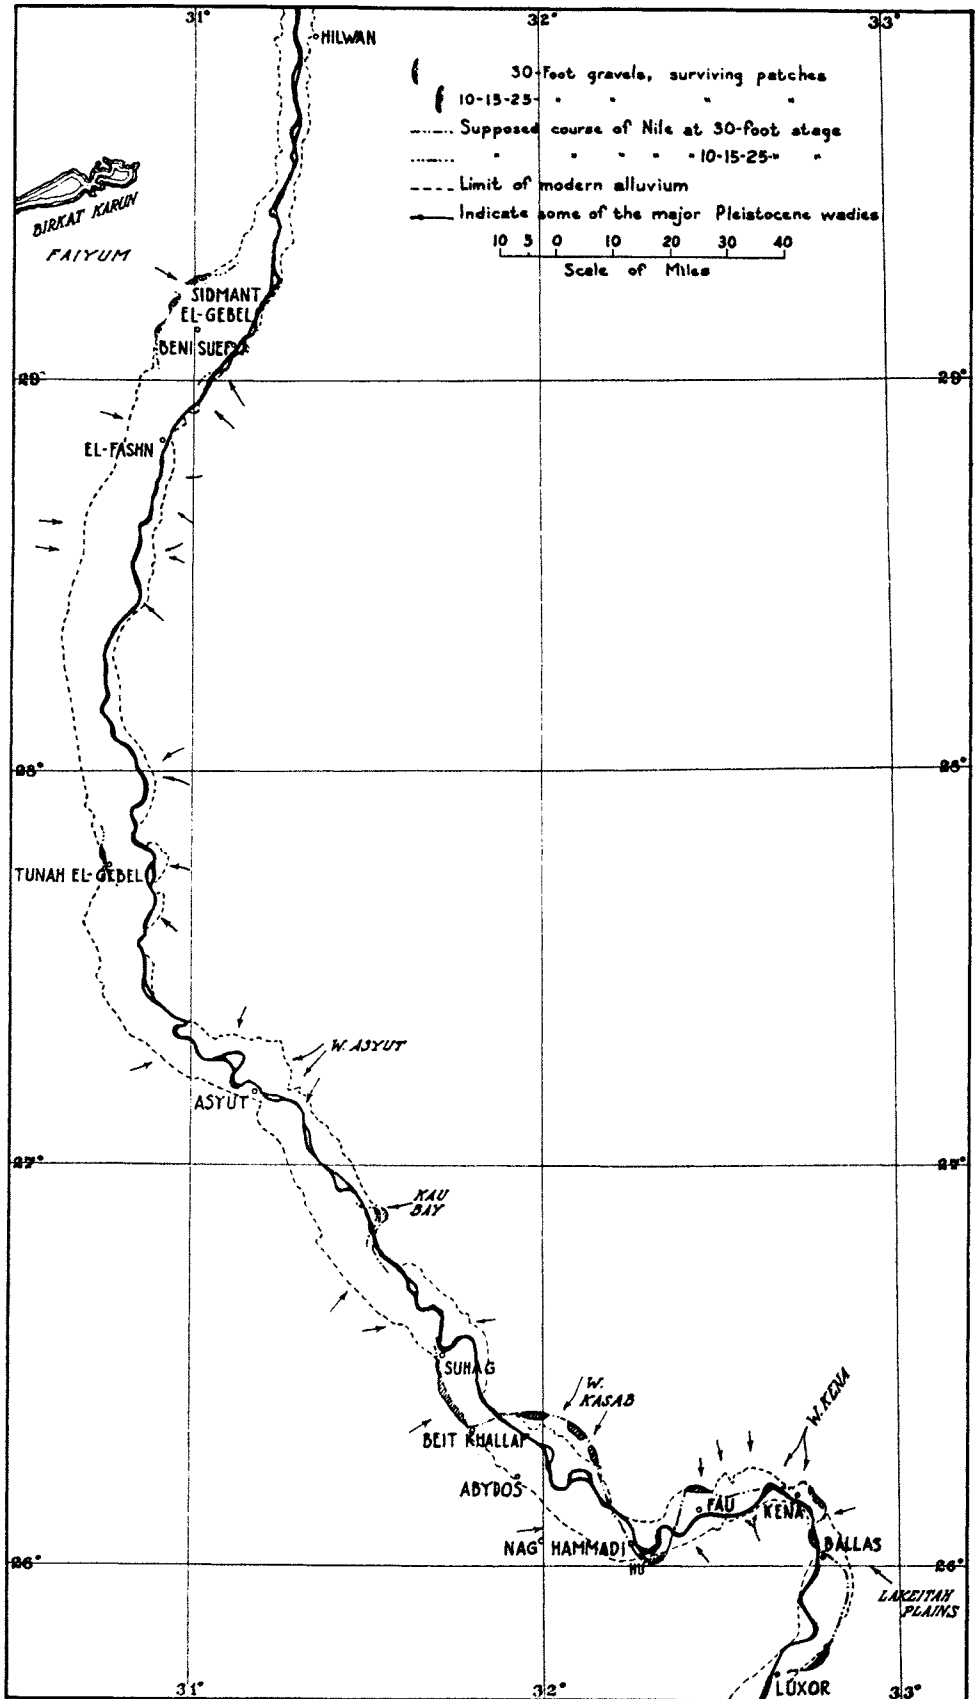 31° 32° 33°
HILWAN
30-Foot gravels, surviving patches
10-15-25- " " " "
Supposed course of Nile at 30-foot stage
" " " " " 10-15-25- " "
Limit of modern alluvium
Indicate some of the major Pleistocene wadies
10 5 0 10 20 30 40
Scale of Miles
BIRKAT KARUN
FAIYUM
SIDMANT
EL-GEBEL
BENI SUEF
29° 29°
EL-FASHN
28° 28°
TUNAH EL-GEBEL
W. ASYUT
ASYUT
27° 27°
KAU
BAY
SUHAG
W.
KASAB
W. KENA
BEIT KHALLAF
ABYDOS
FAU
KENA
NAG' HAMMADI
HU
BALLAS
26° 26°
LAKEITAH
PLAINS
LUXOR
31° 32° 33°